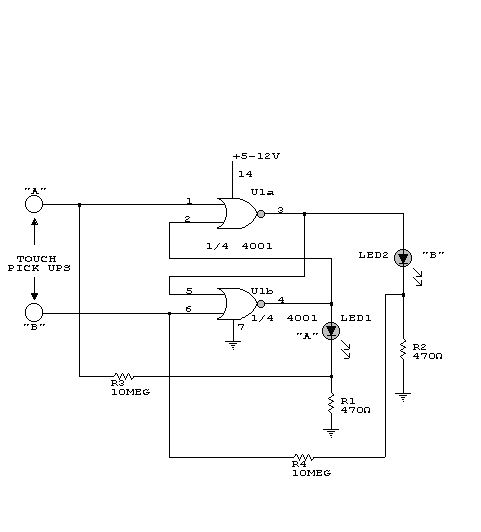 +5-12V
14
U1a
"A"
1
2
3
1/4 4001
LED2
"B"
TOUCH
PICK UPS
5
6
U1b
4
1/4 4001
7
"B"
"A"
LED1
R2
470Ω
R3
10MEG
R1
470Ω
R4
10MEG